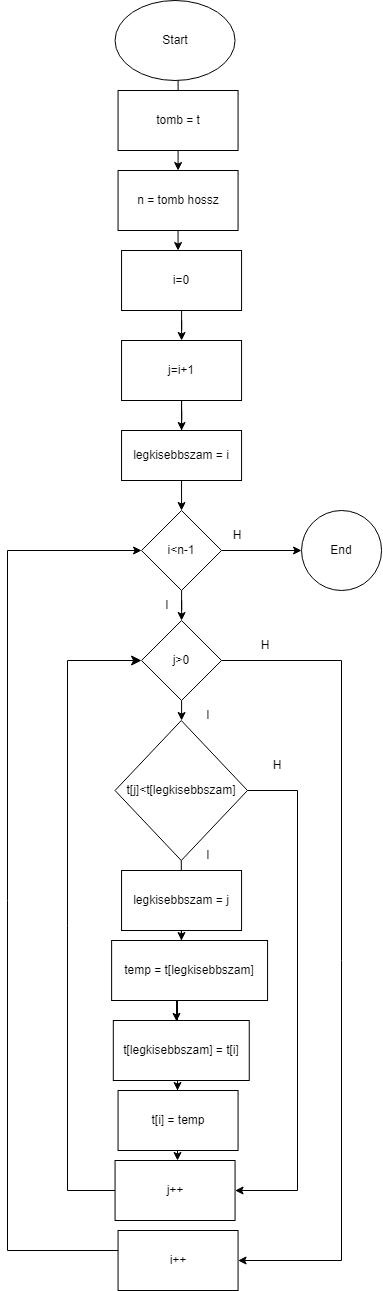 Start
tomb = t
n = tomb hossz
i=0
j=i+1
legkisebbszam = i
i<n-1
H
End
I
j>0
H
I
t[j]<t[legkisebbszam]
H
I
legkisebbszam = j
temp = t[legkisebbszam]
t[legkisebbszam] = t[i]
t[i] = temp
j++
i++